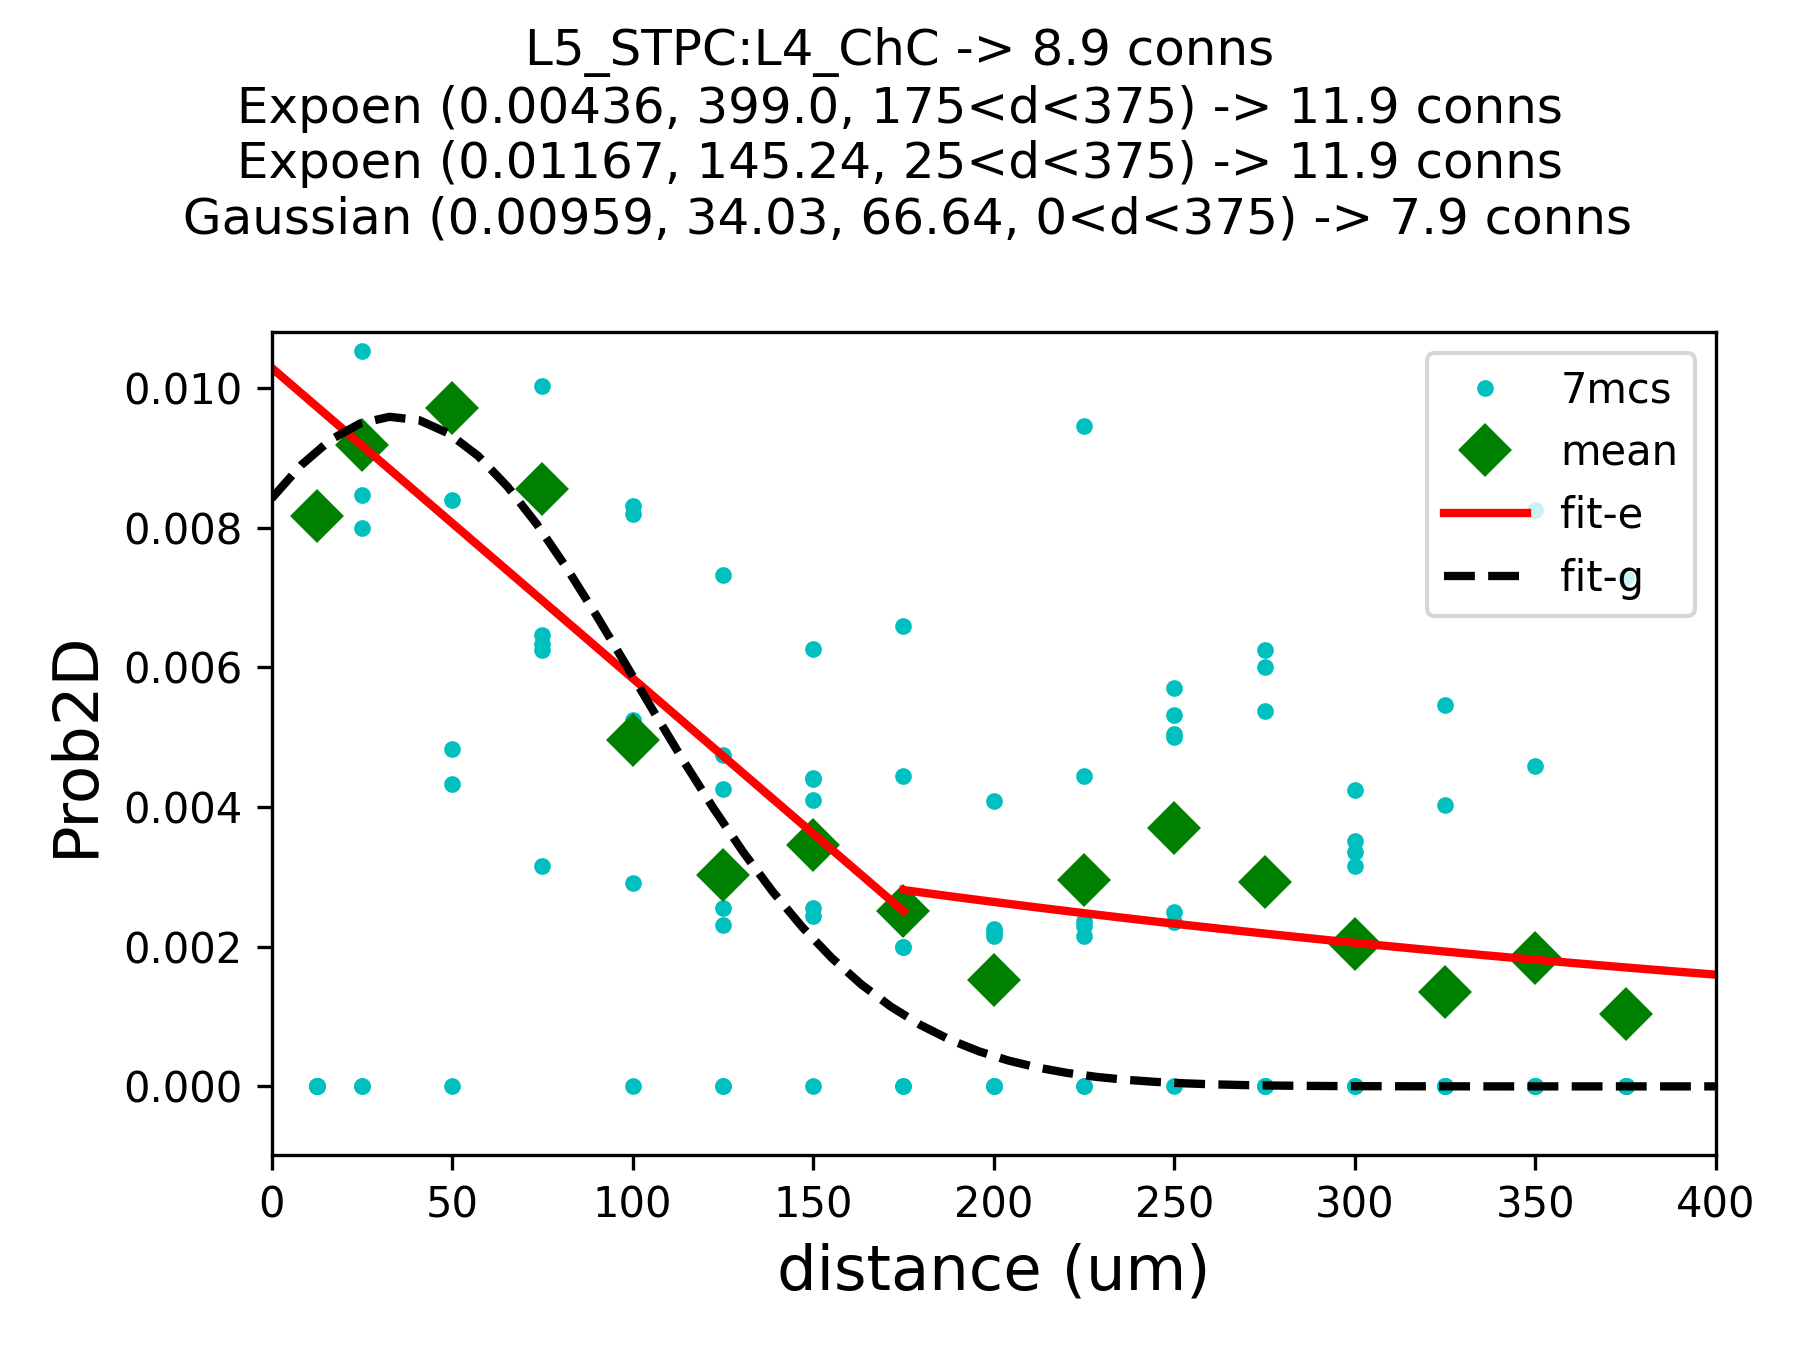 L5_STPC:L4_ChC -> 8.9 conns
Expoen (0.00436, 399.0, 175<d<375) -> 11.9 conns
Expoen (0.01167, 145.24, 25<d<375) -> 11.9 conns
Gaussian (0.00959, 34.03, 66.64, 0<d<375) -> 7.9 conns
7mcs
mean
fit-e
fit-g
Prob2D
0.010
0.008
0.006
0.004
0.002
0.000
0 50 100 150 200 250 300 350 400
distance (um)